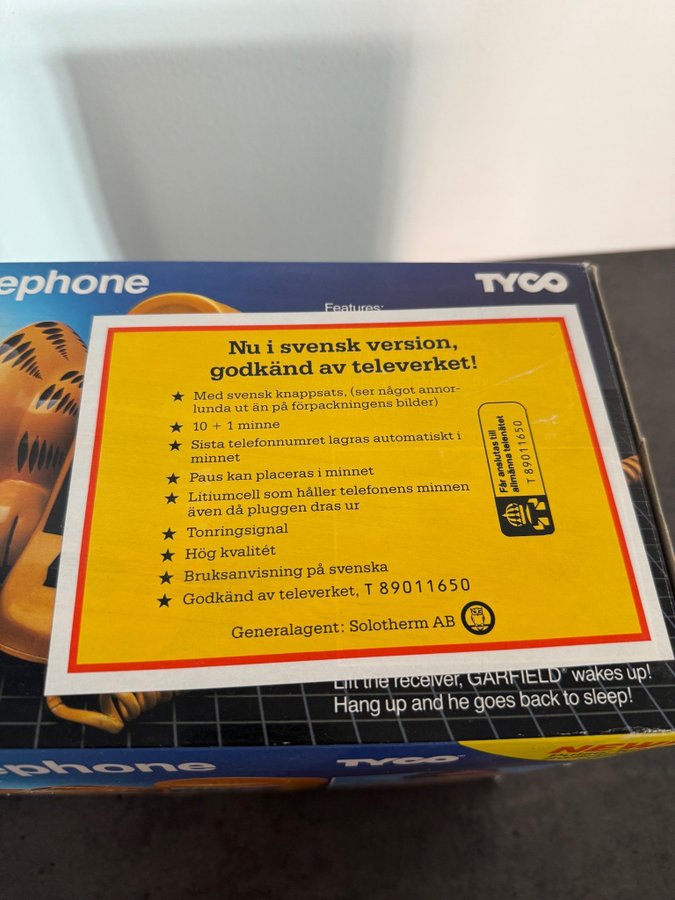 ephone
TYCO
Features:
Nu i svensk version,
godkänd av televerket!
★ Med svensk knappsats, (ser något annor-
lunda ut än på förpackningens bilder)
★ 10 + 1 minne
★ Sista telefonnumret lagras automatiskt i
minnet
★ Paus kan placeras i minnet
★ Litiumcell som håller telefonens minnen
även då pluggen dras ur
★ Tonringsignal
★ Hög kvalitét
★ Bruksanvisning på svenska
★ Godkänd av televerket, T 89011650
Generalagent: Solotherm AB
Får anslutas till
allmänna telenätet
T 89011650
Lift the receiver, GARFIELD® wakes up!
Hang up and he goes back to sleep!
ephone
TYCO
NEW